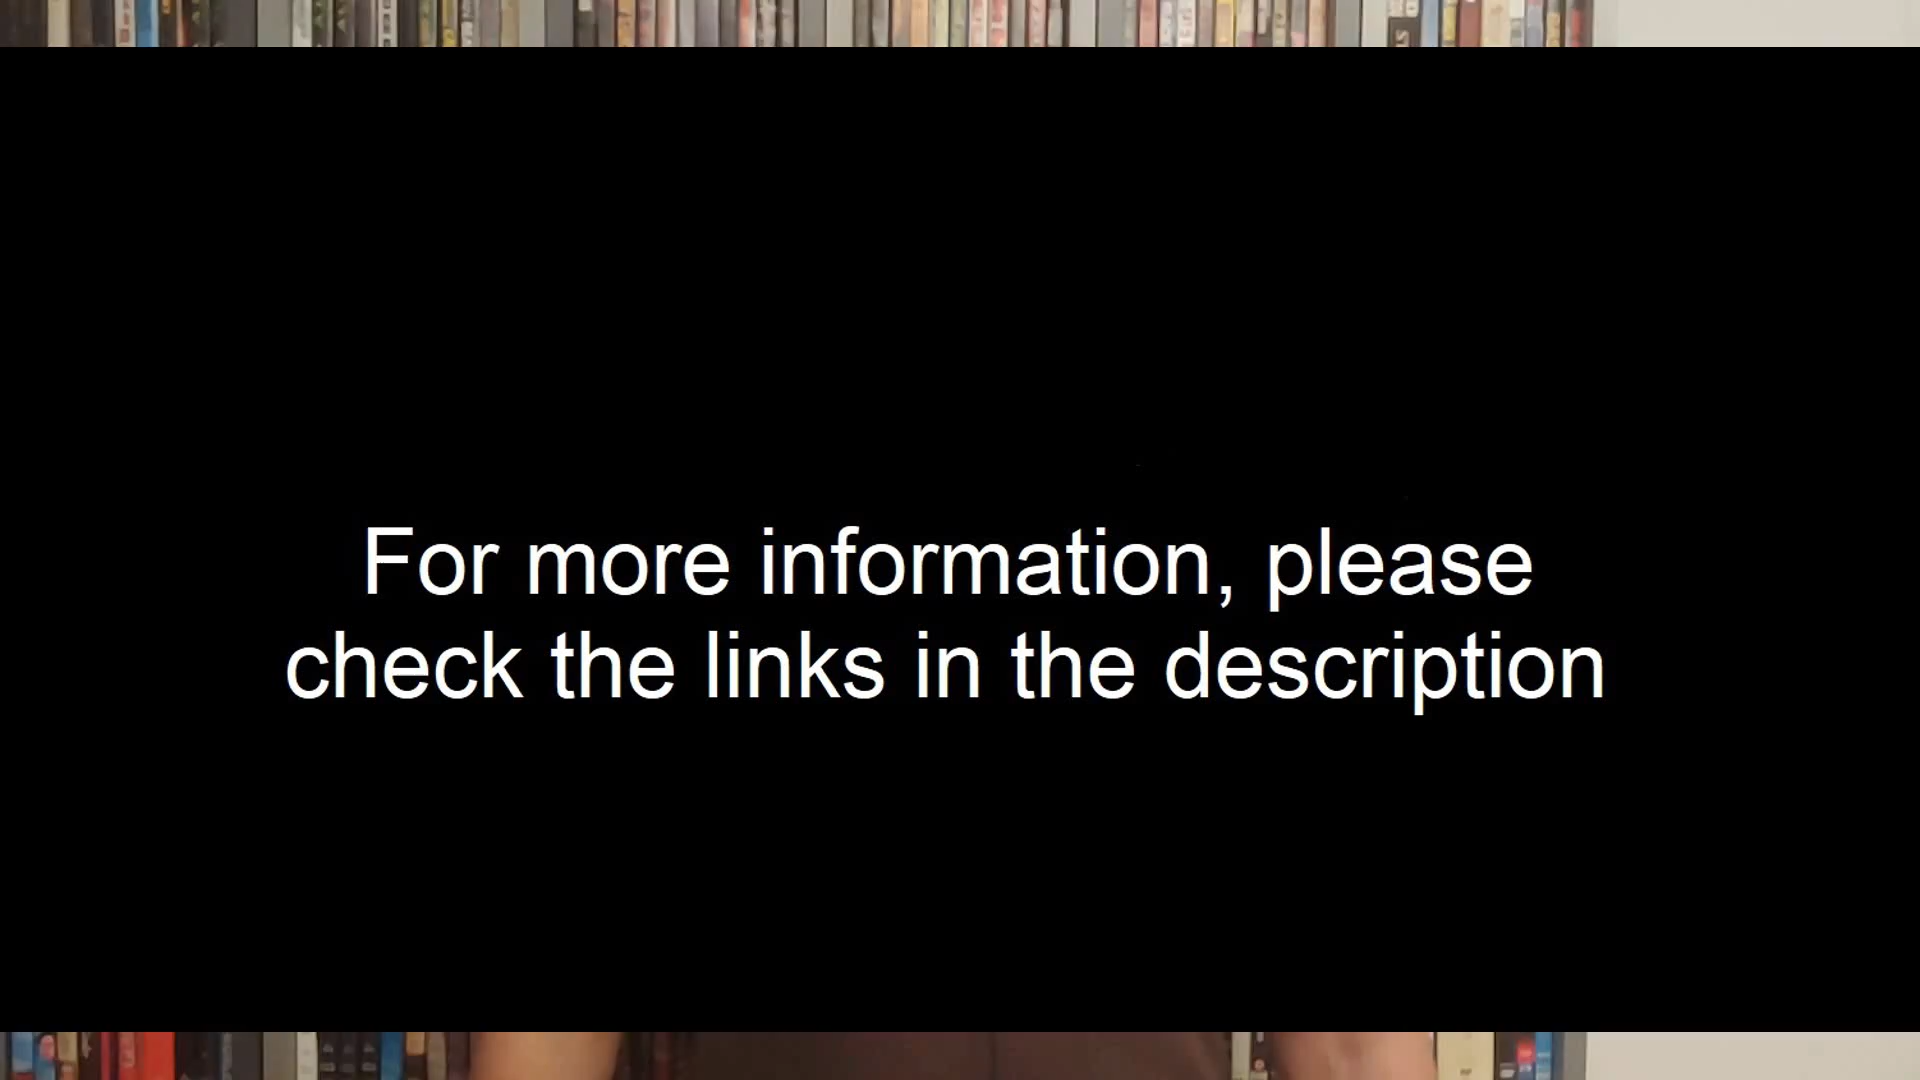 For more information, please
check the links in the description